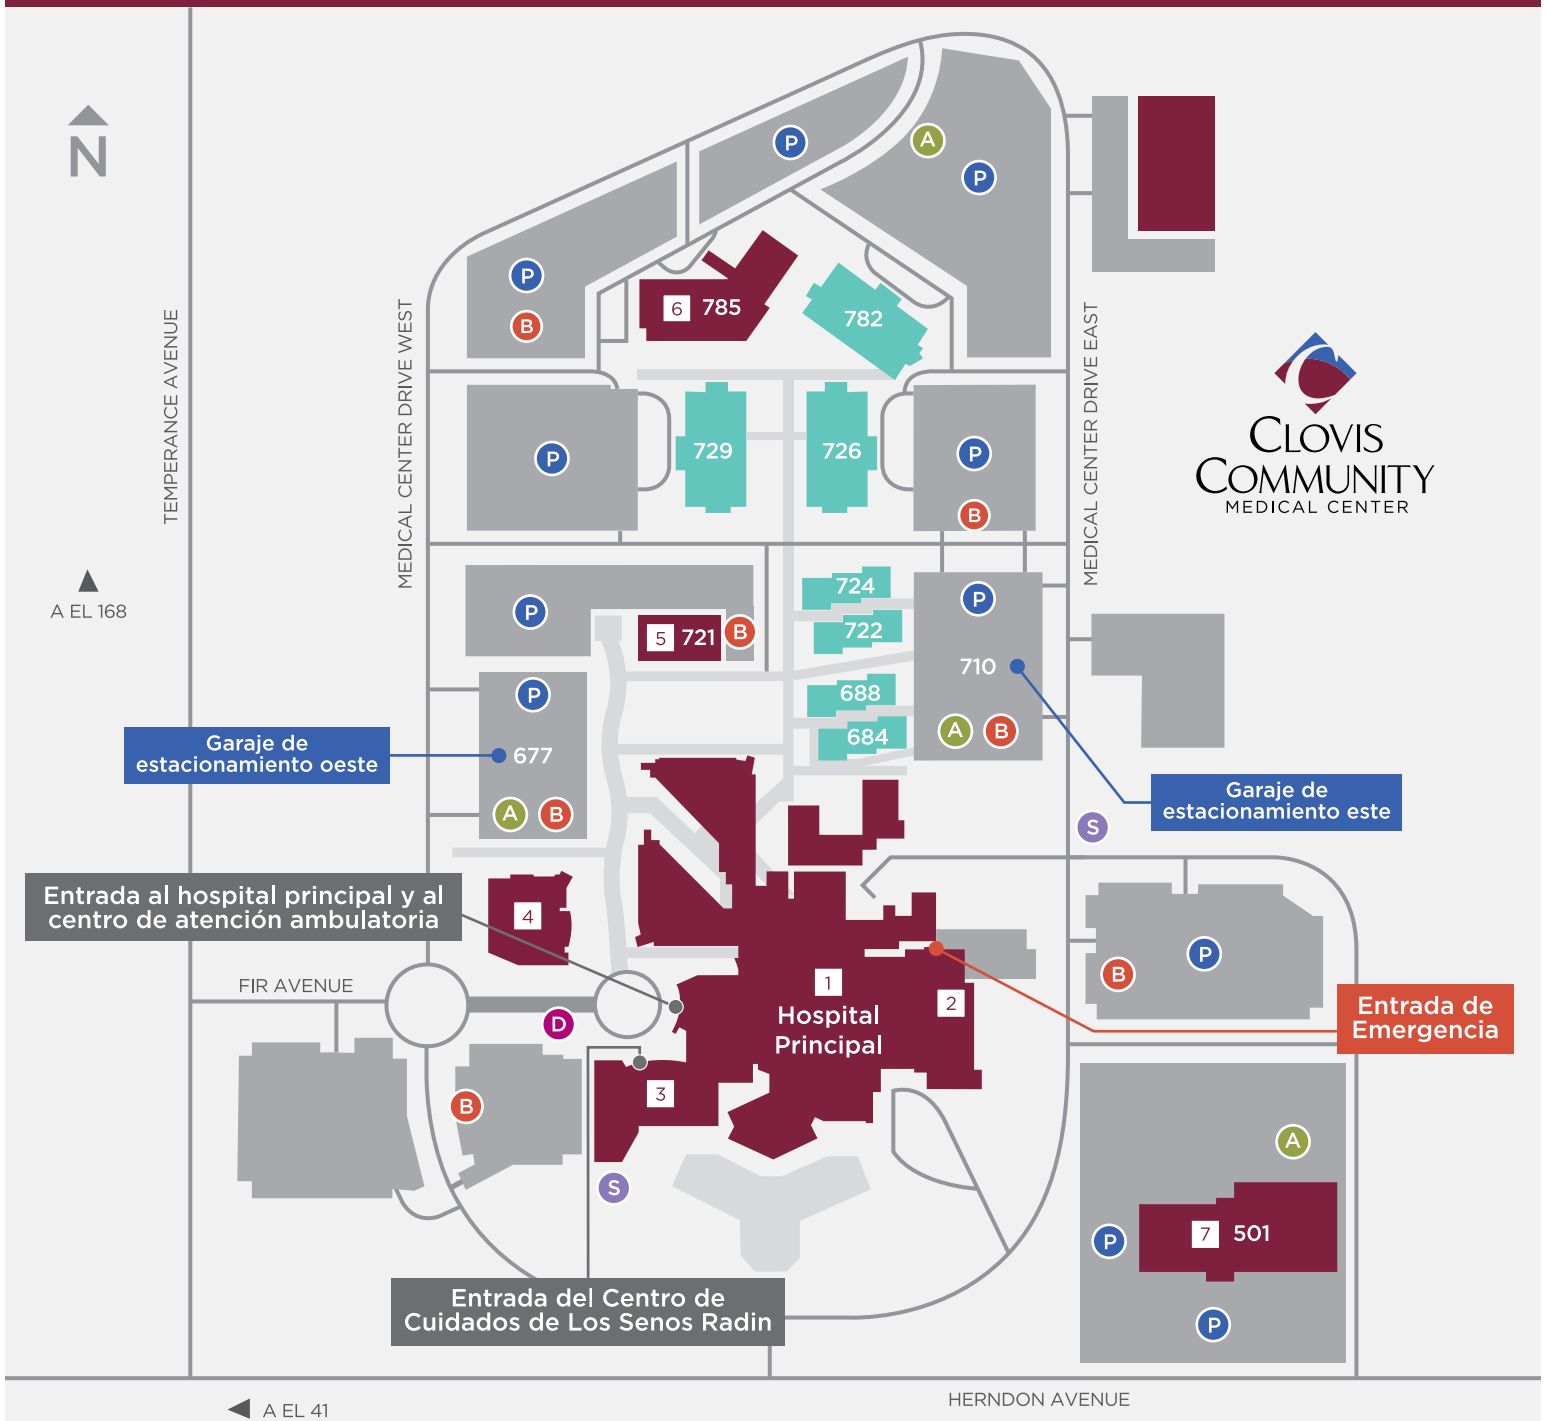 N
TEMPERANCE AVENUE
A EL 168
MEDICAL CENTER DRIVE WEST
MEDICAL CENTER DRIVE EAST
CLOVIS
COMMUNITY
MEDICAL CENTER
P
A
P
P
B
6 785
782
P
729
726
P
B
P
5 721
B
724
722
P
710
688
684
A
B
P
677
A
B
Garaje de
estacionamiento oeste
Garaje de
estacionamiento este
S
Entrada al hospital principal y al
centro de atención ambulatoria
4
FIR AVENUE
D
1
Hospital
Principal
2
3
B
P
Entrada de
Emergencia
B
S
A
P
7 501
P
Entrada del Centro de
Cuidados de Los Senos Radin
HERNDON AVENUE
A EL 41